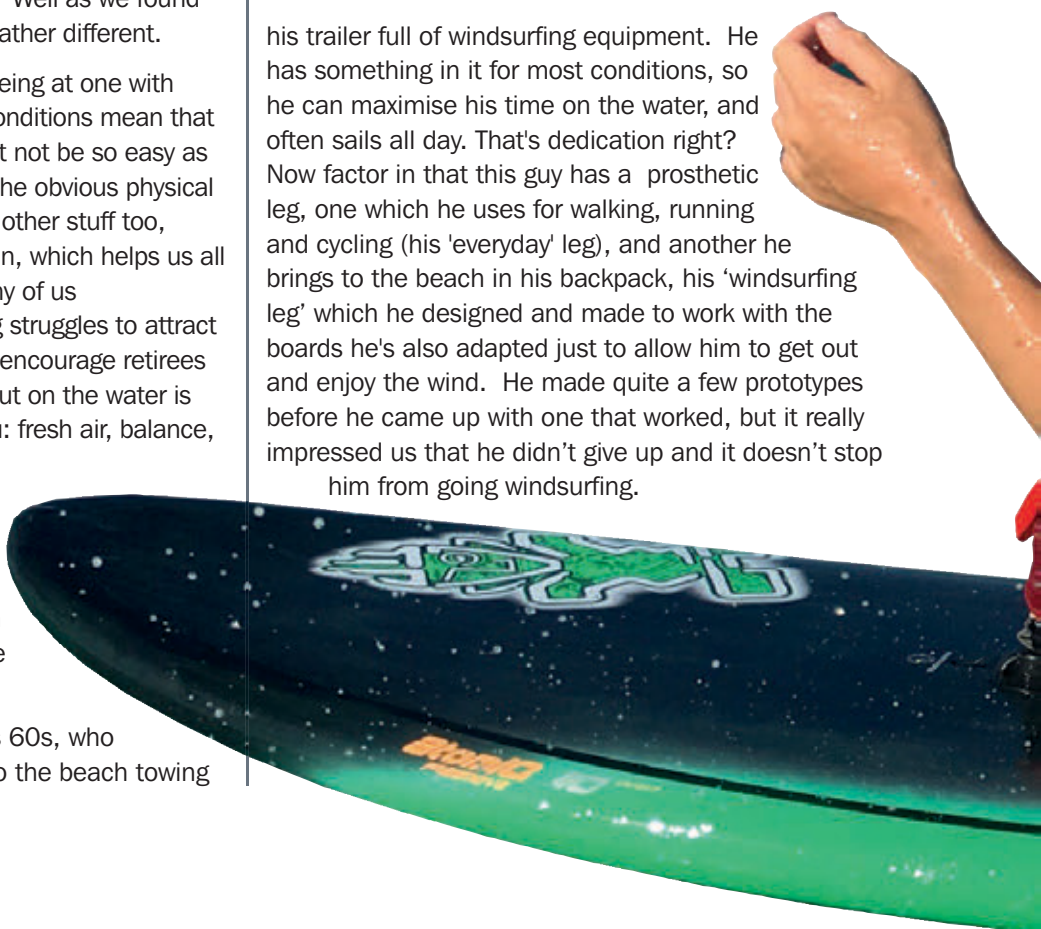 Well as we found
ather different.
eing at one with
onditions mean that
t not be so easy as
he obvious physical
other stuff too,
n, which helps us all
ny of us
g struggles to attract
encourage retirees
ut on the water is
: fresh air, balance,
e
60s, who
o the beach towing
his trailer full of windsurfing equipment.  He
has something in it for most conditions, so
he can maximise his time on the water, and
often sails all day. That's dedication right?
Now factor in that this guy has a  prosthetic
leg, one which he uses for walking, running
and cycling (his 'everyday' leg), and another he
brings to the beach in his backpack, his ‘windsurfing
leg’ which he designed and made to work with the
boards he's also adapted just to allow him to get out
and enjoy the wind.  He made quite a few prototypes
before he came up with one that worked, but it really
impressed us that he didn’t give up and it doesn’t stop
him from going windsurfing.
atomiQ